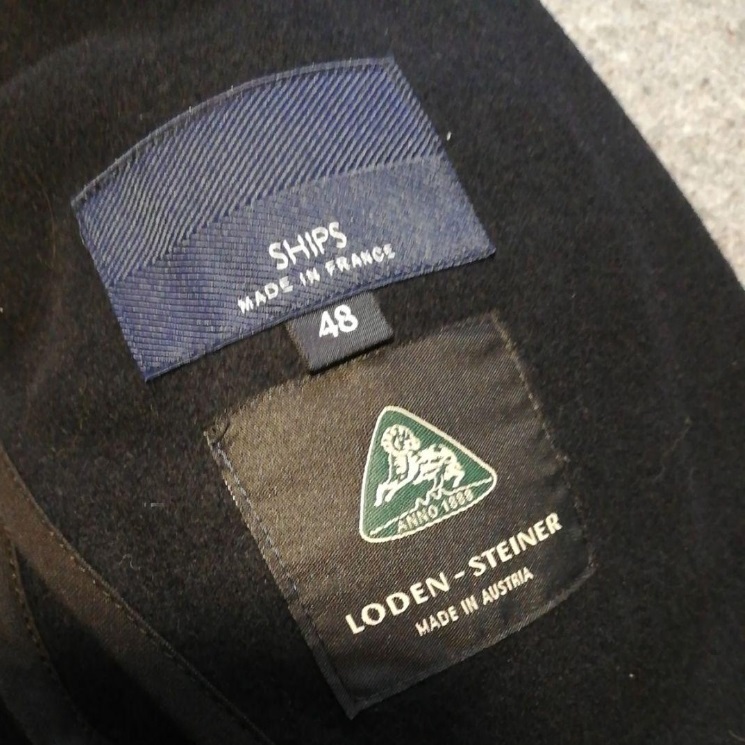 SHIPS
MADE IN FRANCE
48
ANNO 1888
LODEN-STEINER
MADE IN AUSTRIA